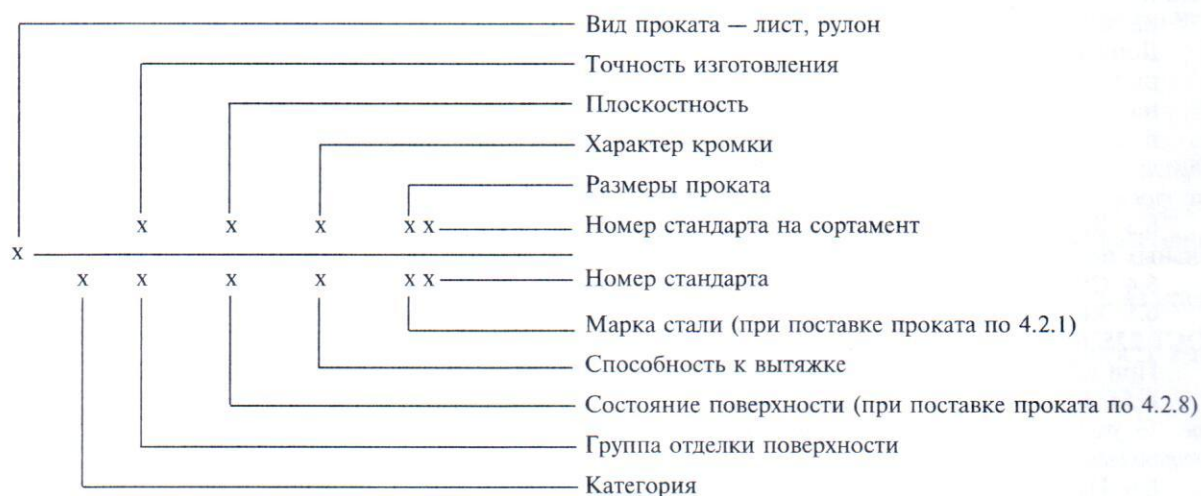 Вид проката — лист, рулон
Точность изготовления
Плоскостность
Характер кромки
Размеры проката
х х х х х Номер стандарта на сортамент
х
х х х х х х Номер стандарта
Марка стали (при поставке проката по 4.2.1)
Способность к вытяжке
Состояние поверхности (при поставке проката по 4.2.8)
Группа отделки поверхности
Категория